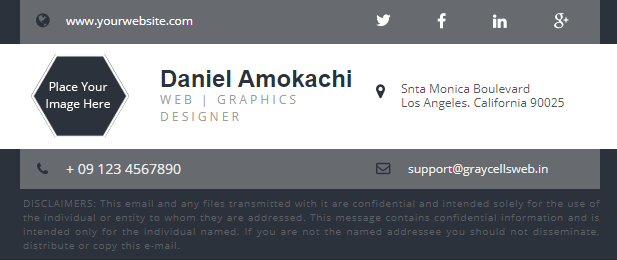 www.yourwebsite.com
Place Your
Image Here
Daniel Amokachi
WEB | GRAPHICS
DESIGNER
Snta Monica Boulevard
Los Angeles. California 90025
+ 09 123 4567890
support@graycellsweb.in
DISCLAIMERS: This email and any files transmitted with it are confidential and intended solely for the use of
the individual or entity to whom they are addressed. This message contains confidential information and is
intended only for the individual named. If you are not the named addressee you should not disseminate,
distribute or copy this e-mail.